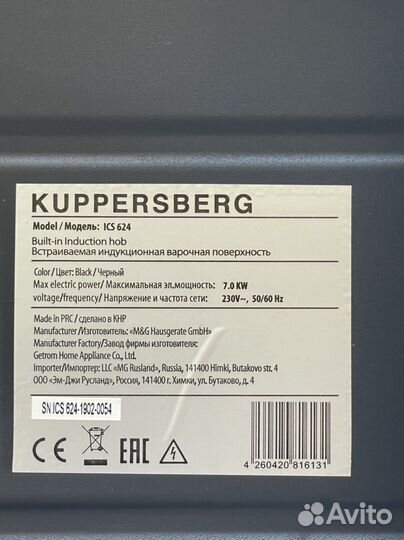 KUPPERSBERG
Model / Модель: ICS 624
Built-in Induction hob
Встраиваемая индукционная варочная поверхность
Color / Цвет: Black / Черный
Max electric power/ Максимальная эл.мощность: 7.0 KW
voltage/frequency/ Напряжение и частота сети: 230V~, 50/60 Hz
Made in PRC / сделано в КНР
Manufacturer /Изготовитель: «M&G Hausgerate GmbH»
Manufacturer Factory/Завод фирмы изготовителя:
Getrom Home Appliance Co., Ltd.
Importer/Импортер: LLC «MG Rusland», Russia, 141400 Himki, Butakovo str. 4
ООО «Эм-Джи Русланд», Россия, 141400 г. Химки, ул. Бутаково, д. 4
SN:ICS 624-1902-0054
CE EAC
4 260420 816131
Avito